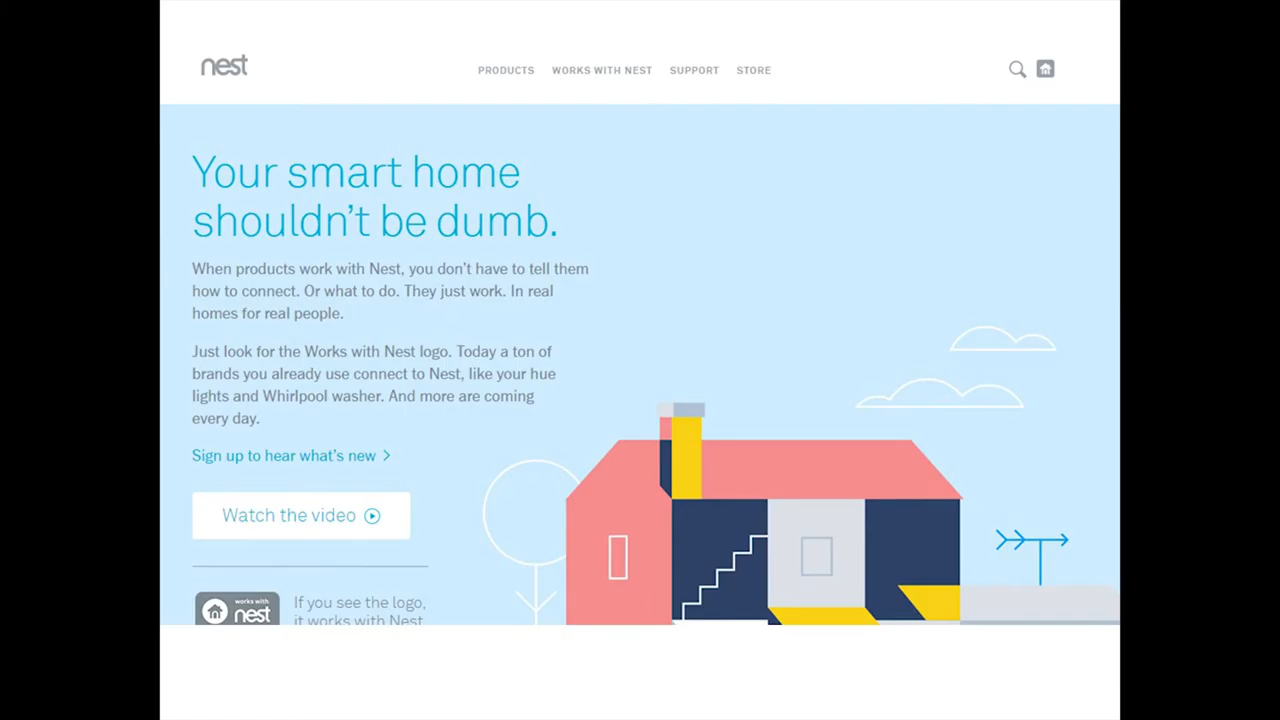 nest
PRODUCTS WORKS WITH NEST SUPPORT STORE
Your smart home
shouldn't be dumb.
When products work with Nest, you don't have to tell them
how to connect. Or what to do. They just work. In real
homes for real people.
Just look for the Works with Nest logo. Today a ton of
brands you already use connect to Nest, like your hue
lights and Whirlpool washer. And more are coming
every day.
Sign up to hear what's new
Watch the video
works with
nest
If you see the logo,
it works with Nest